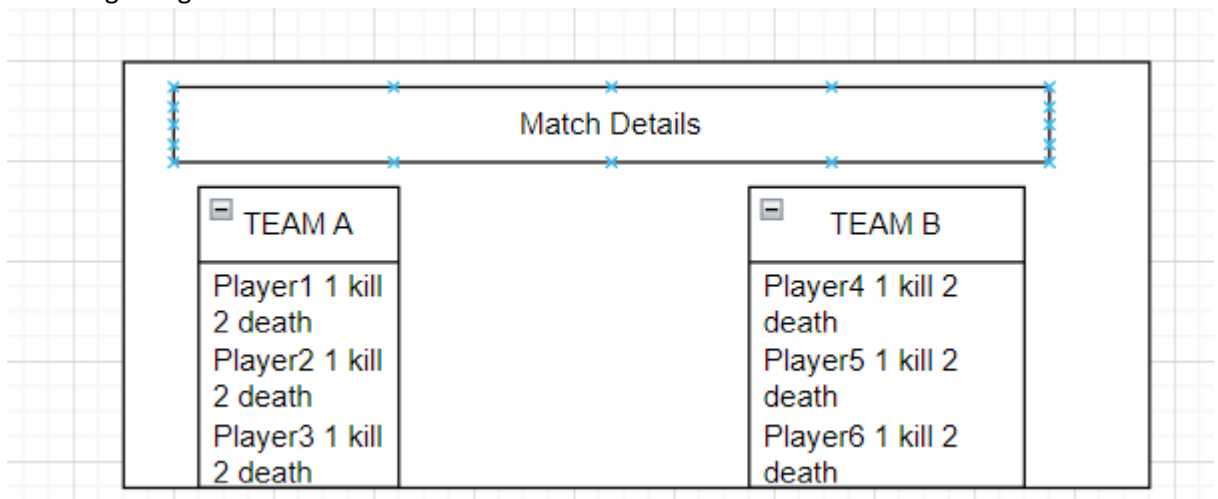 Match Details
TEAM A
Player1 1 kill
2 death
Player2 1 kill
2 death
Player3 1 kill
2 death
TEAM B
Player4 1 kill 2
death
Player5 1 kill 2
death
Player6 1 kill 2
death